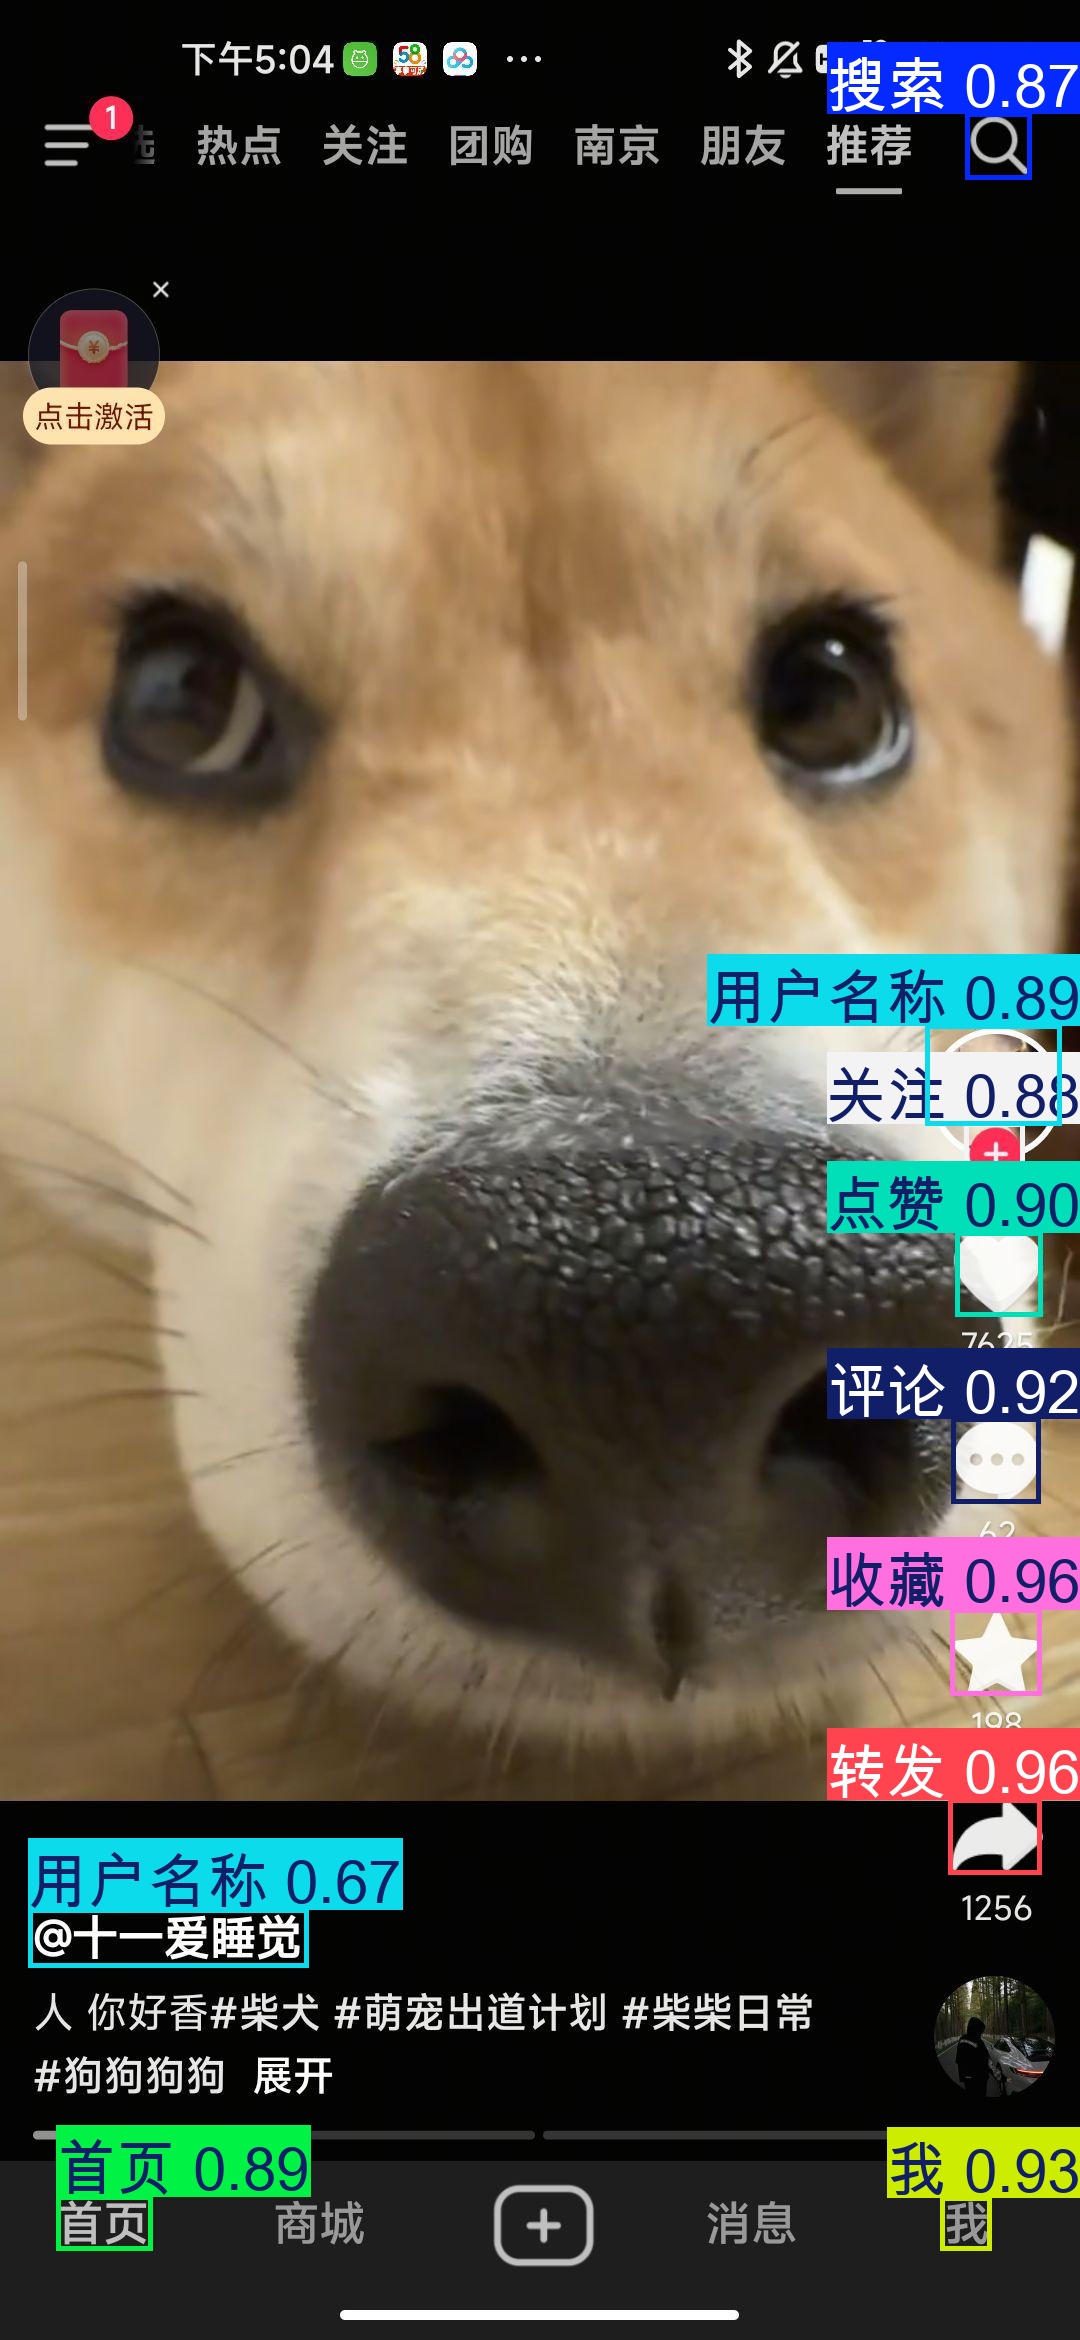 下午5:04 58 ...
搜索 0.87
1
热点 关注 团购 南京 朋友 推荐
点击激活
用户名称 0.89
关注 0.88
点赞 0.90
评论 0.92
62
收藏 0.96
198
转发 0.96
1256
用户名称 0.67
@十一爱睡觉
人 你好香#柴犬 #萌宠出道计划 #柴柴日常
#狗狗狗狗 展开
首页 0.89
我 0.93
首页 商城 消息 我